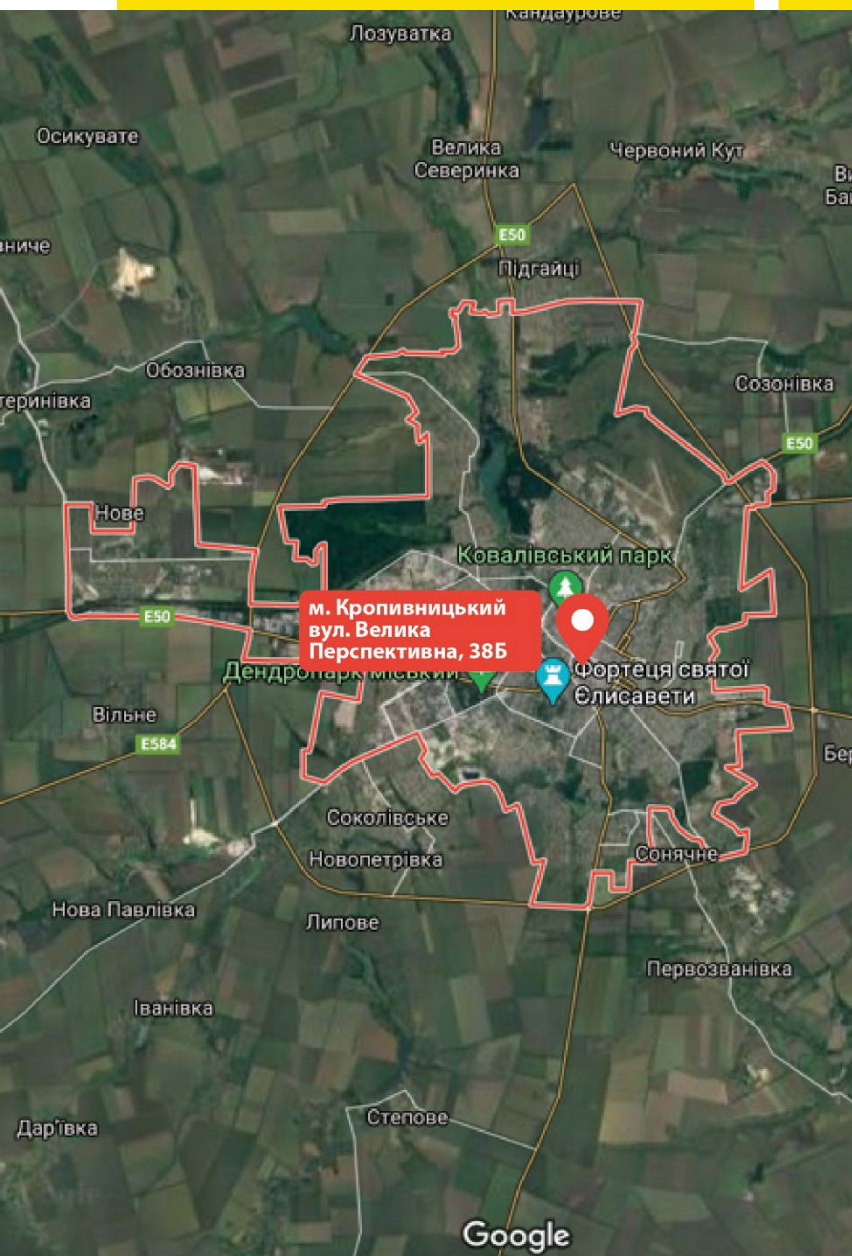 Кандаурове
Лозуватка
Осикувате
Велика
Северинка
Червоний Кут
E50
Підгайці
Обознівка
Созонівка
E50
Нове
Ковалівський парк
E50
м. Кропивницький
вул. Велика
Перспективна, 38Б
Дендропарк міський
Фортеця святої
Єлисавети
Вільне
E584
Соколівське
Новопетрівка
Сонячне
Нова Павлівка
Липове
Первозванівка
Іванівка
Степове
Дар'ївка
Google